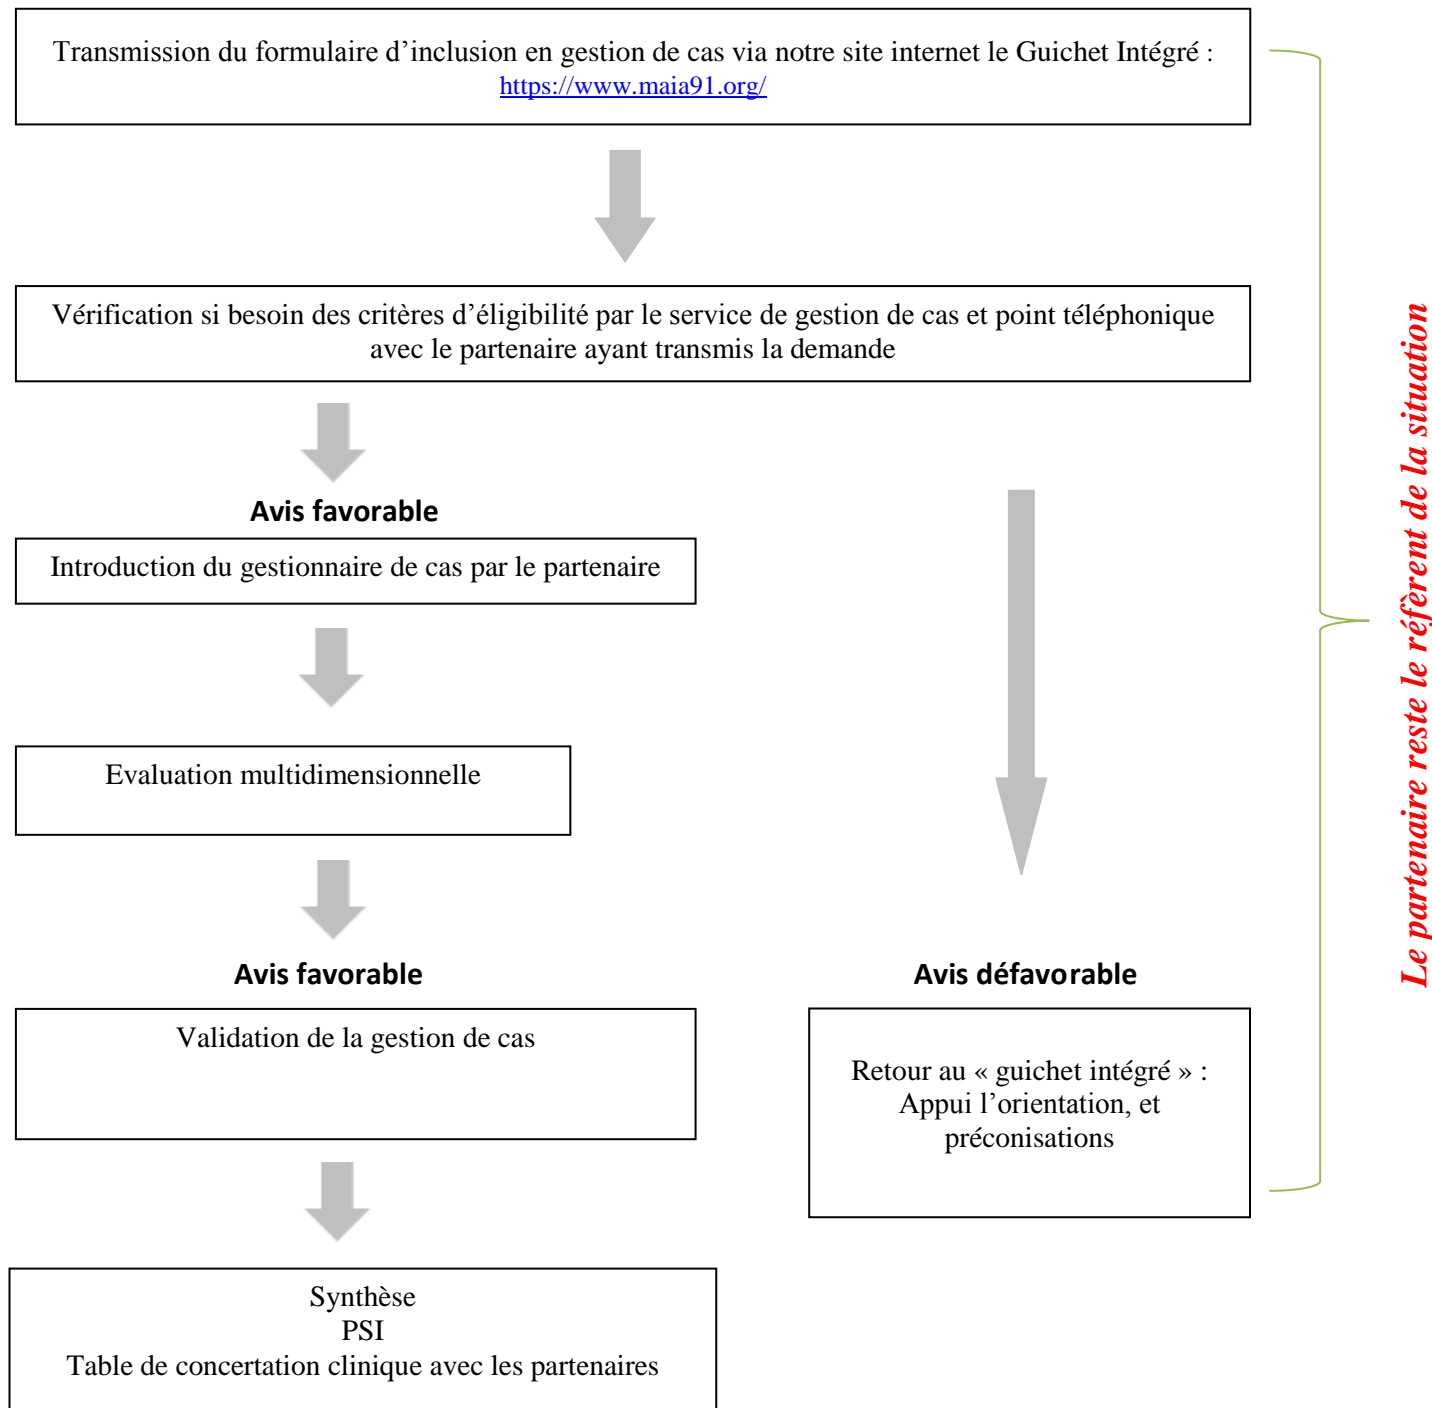 Transmission du formulaire d’inclusion en gestion de cas via notre site internet le Guichet Intégré :
https://www.maia91.org/
Vérification si besoin des critères d’éligibilité par le service de gestion de cas et point téléphonique
avec le partenaire ayant transmis la demande
Avis favorable
Introduction du gestionnaire de cas par le partenaire
Evaluation multidimensionnelle
Avis favorable
Validation de la gestion de cas
Synthèse
PSI
Table de concertation clinique avec les partenaires
Avis défavorable
Retour au « guichet intégré » :
Appui l’orientation, et
préconisations
Le partenaire reste le réfèrent de la situation